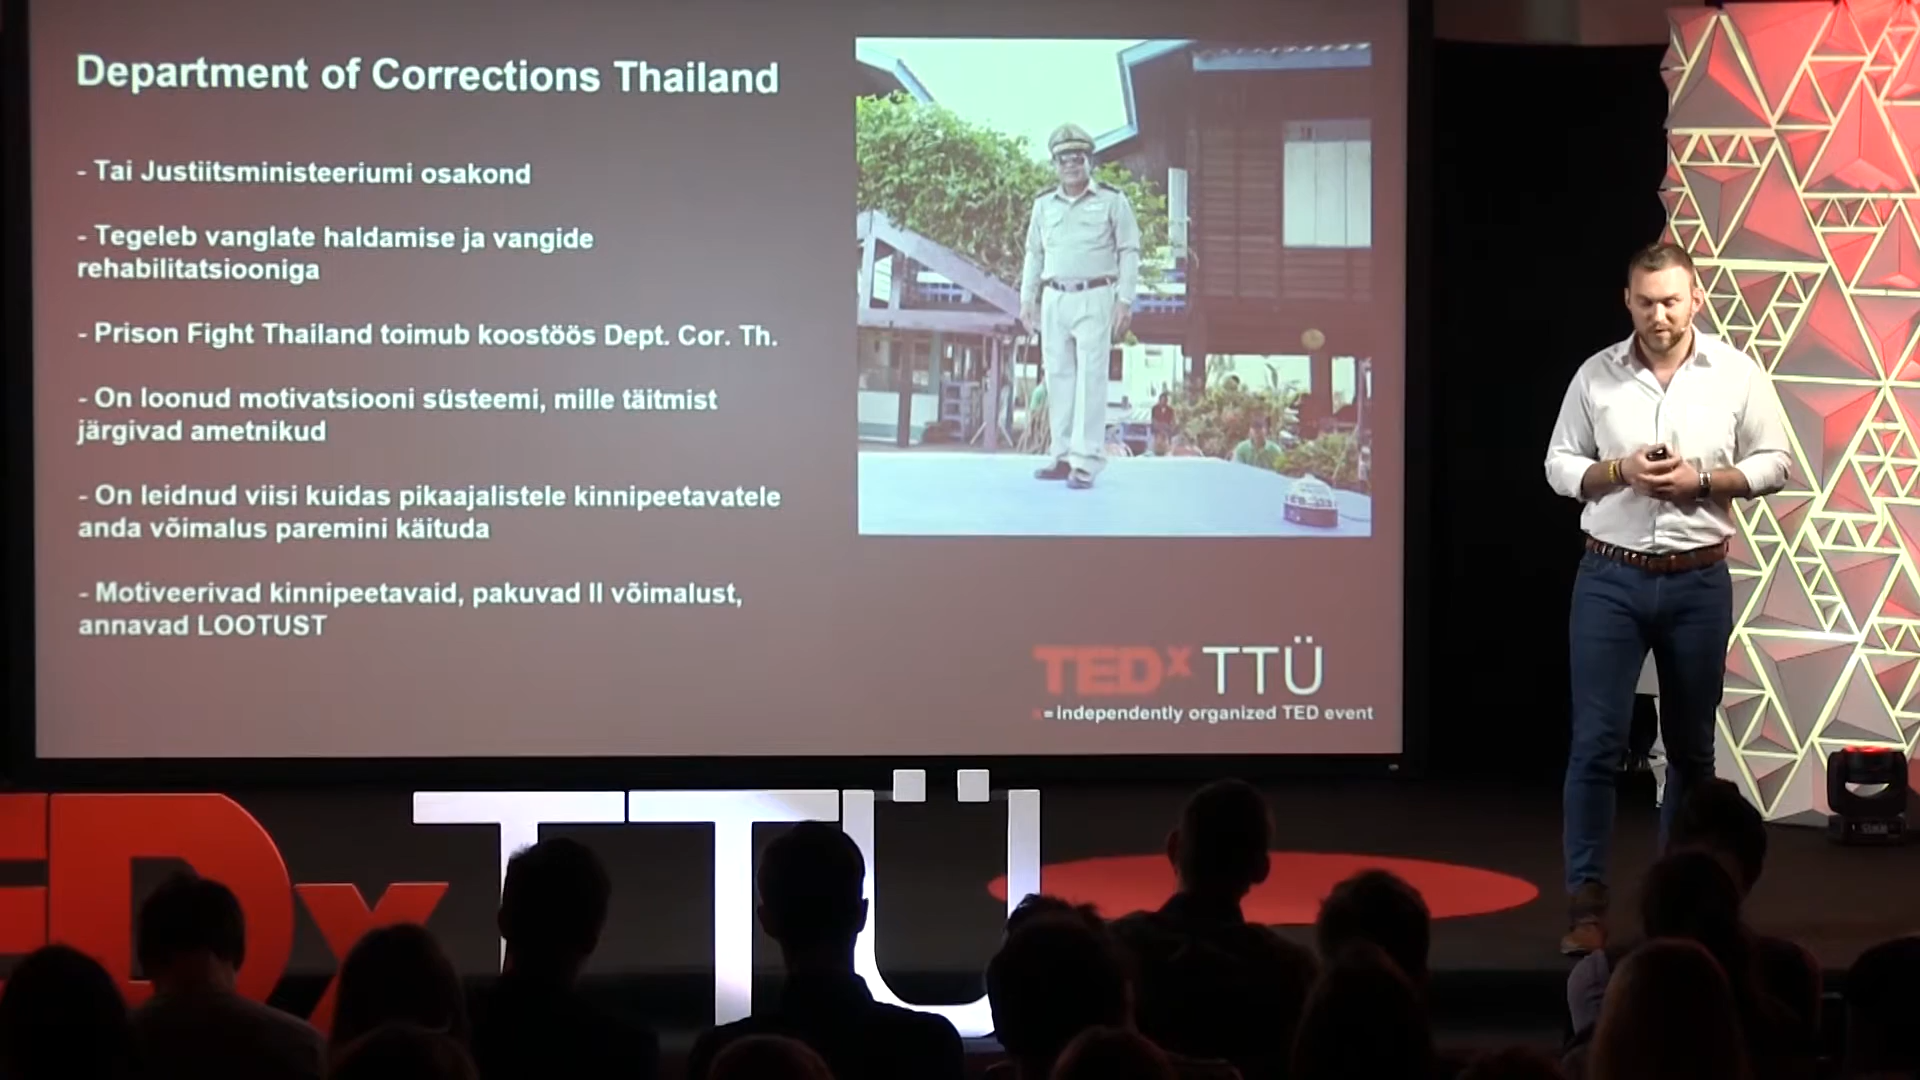 Department of Corrections Thailand
- Tai Justiitsministeeriumi osakond
- Tegeleb vanglate haldamise ja vangide
rehabilitatsiooniga
- Prison Fight Thailand toimub koostöös Dept. Cor. Th.
- On loonud motivatsiooni süsteemi, mille täitmist
järgivad ametnikud
- On leidnud viisi kuidas pikaajalistele kinnipeetavatele
anda võimalus paremini käituda
- Motiveerivad kinnipeetavaid, pakuvad II võimalust,
annavad LOOTUST
TEDx TTÜ
x = independently organized TED event
EDx TTÜ